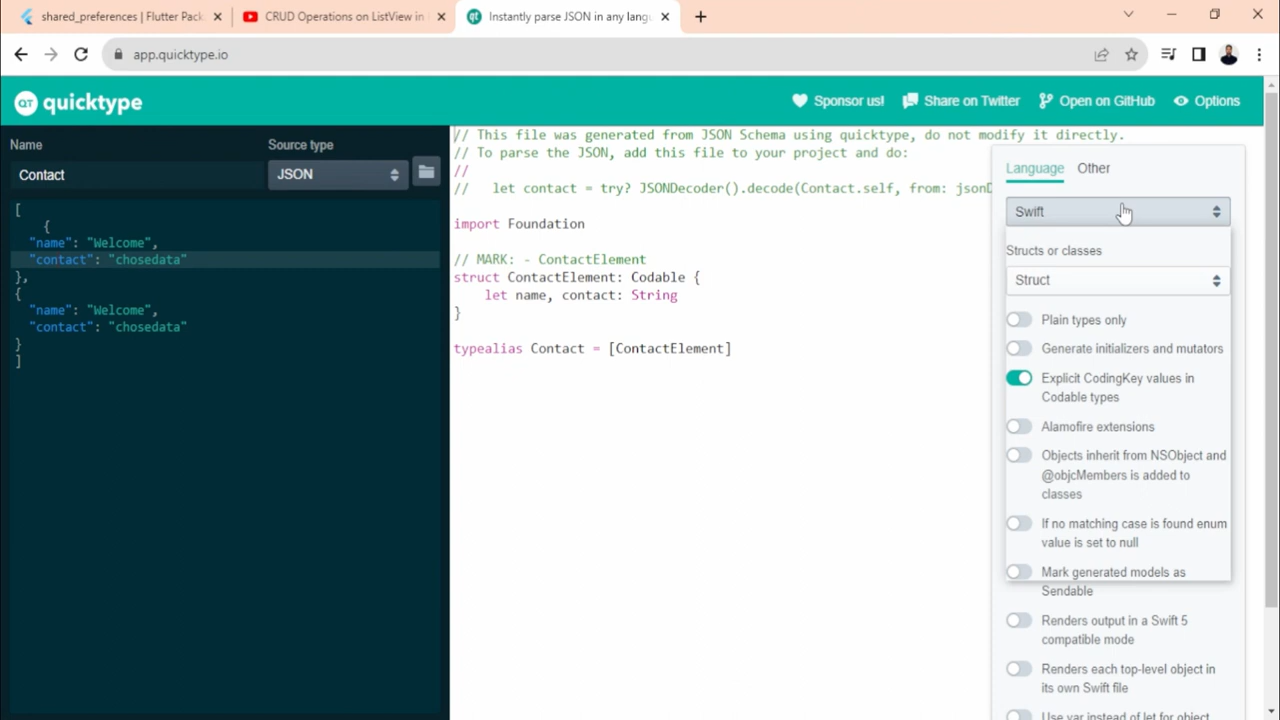 shared_preferences | Flutter Pack
CRUD Operations on ListView in
Instantly parse JSON in any langu
app.quicktype.io
QT quicktype
Sponsor us!
Share on Twitter
Open on GitHub
Options
Name
Source type
Contact
JSON
[
{
"name": "Welcome",
"contact": "chosedata"
},
{
"name": "Welcome",
"contact": "chosedata"
}
]
// This file was generated from JSON Schema using quicktype, do not modify it directly.
// To parse the JSON, add this file to your project and do:
//
// let contact = try? JSONDecoder().decode(Contact.self, from: jsonD
import Foundation
// MARK: - ContactElement
struct ContactElement: Codable {
let name, contact: String
}
typealias Contact = [ContactElement]
Language
Other
Swift
Structs or classes
Struct
Plain types only
Generate initializers and mutators
Explicit CodingKey values in
Codable types
Alamofire extensions
Objects inherit from NSObject and
@objcMembers is added to
classes
If no matching case is found enum
value is set to null
Mark generated models as
Sendable
Renders output in a Swift 5
compatible mode
Renders each top-level object in
its own Swift file
Use var instead of let for object